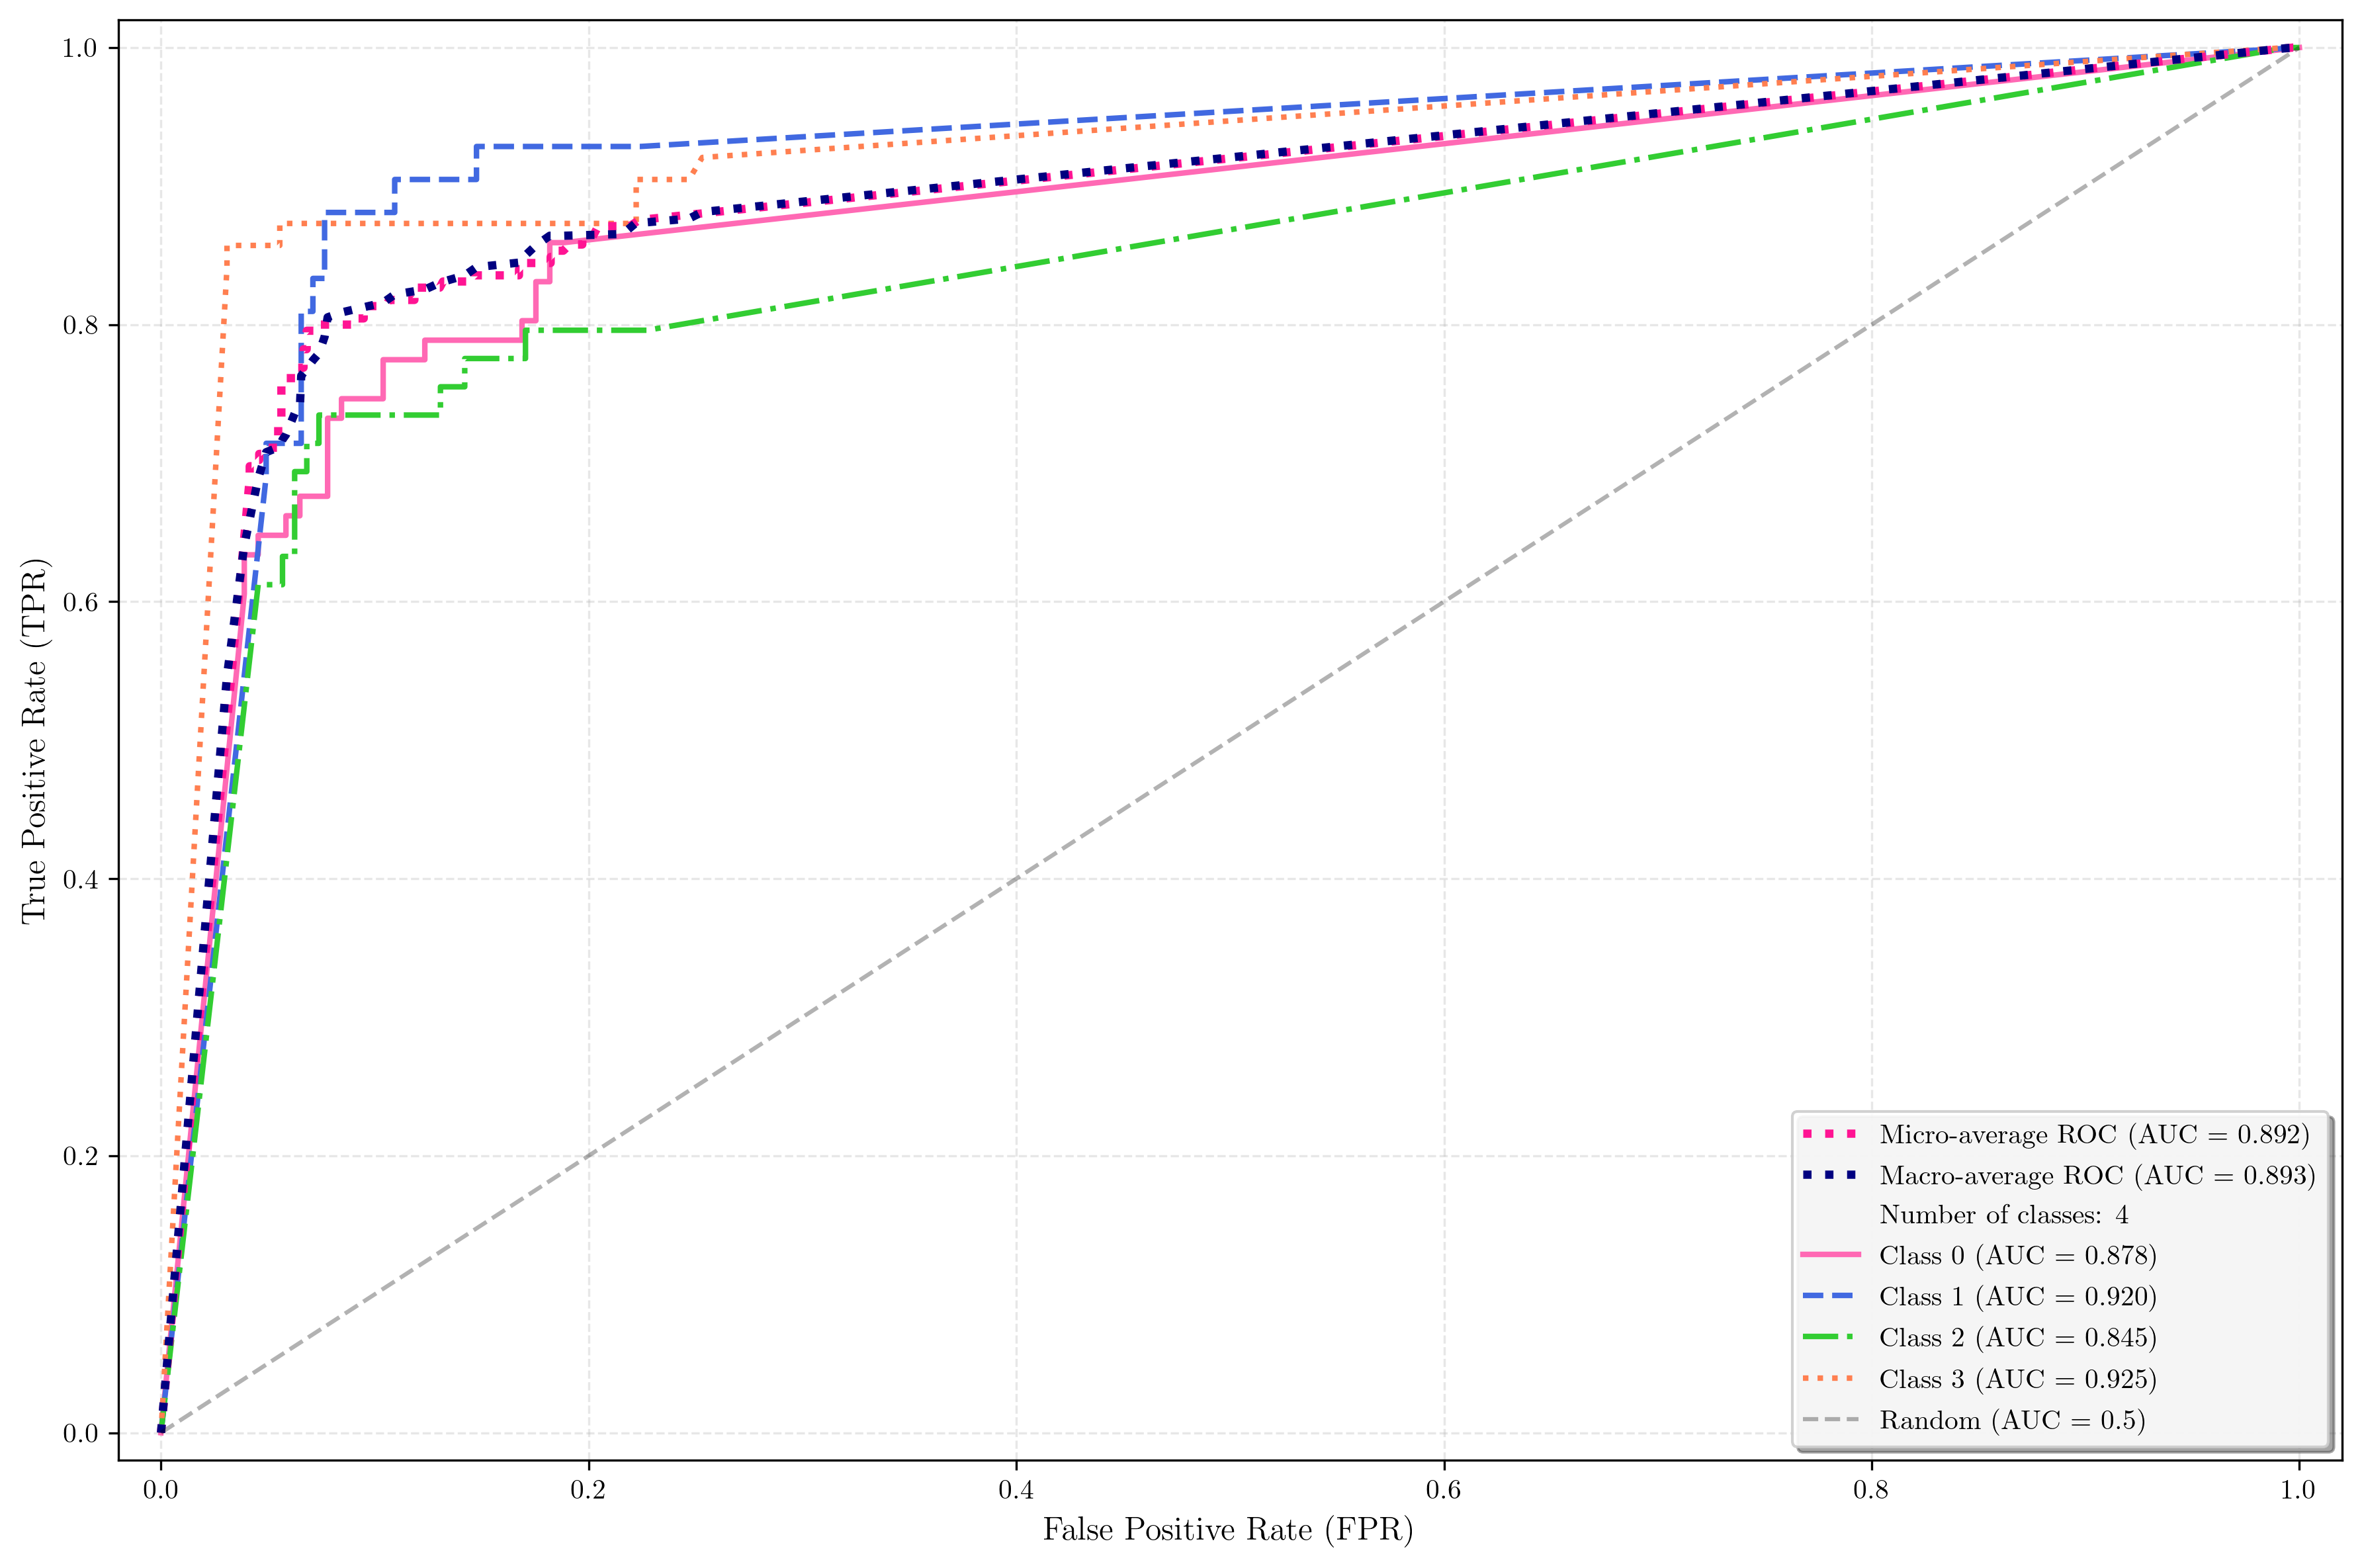 1.0
0.8
0.6
0.4
0.2
0.0
True Positive Rate (TPR)
Micro-average ROC (AUC = 0.892)
Macro-average ROC (AUC = 0.893)
Number of classes: 4
Class 0 (AUC = 0.878)
Class 1 (AUC = 0.920)
Class 2 (AUC = 0.845)
Class 3 (AUC = 0.925)
Random (AUC = 0.5)
0.0 0.2 0.4 0.6 0.8 1.0
False Positive Rate (FPR)